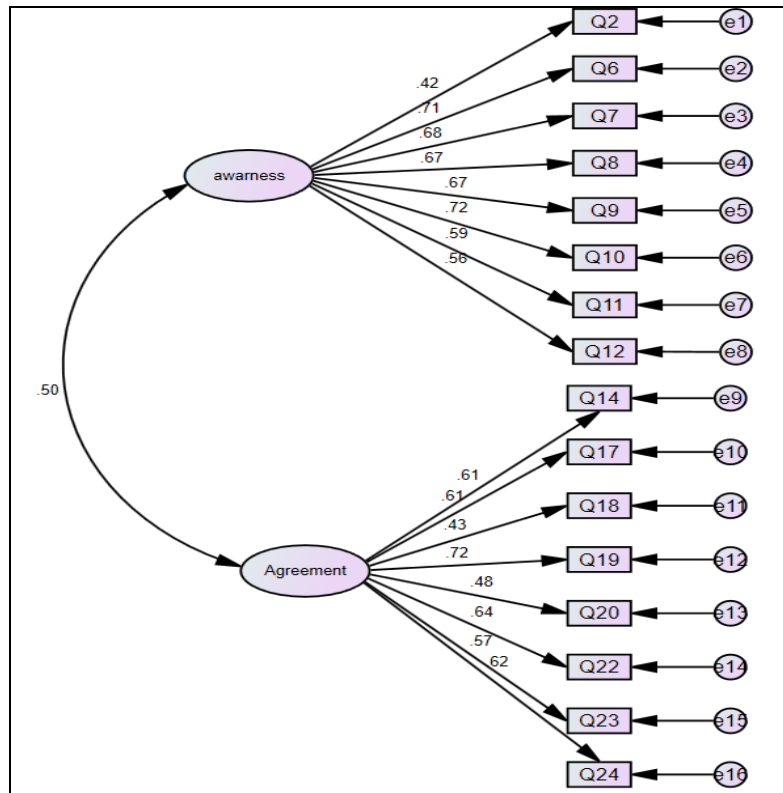 Q2 e1
.42
Q6 e2
.71
Q7 e3
.68
Q8 e4
.67
awarness
Q9 e5
.67
Q10 e6
.72
Q11 e7
.59
Q12 e8
.56
.50
Q14 e9
.61
Q17 e10
.61
Q18 e11
.43
Q19 e12
.72
Agreement
Q20 e13
.48
Q22 e14
.64
Q23 e15
.57
Q24 e16
.62